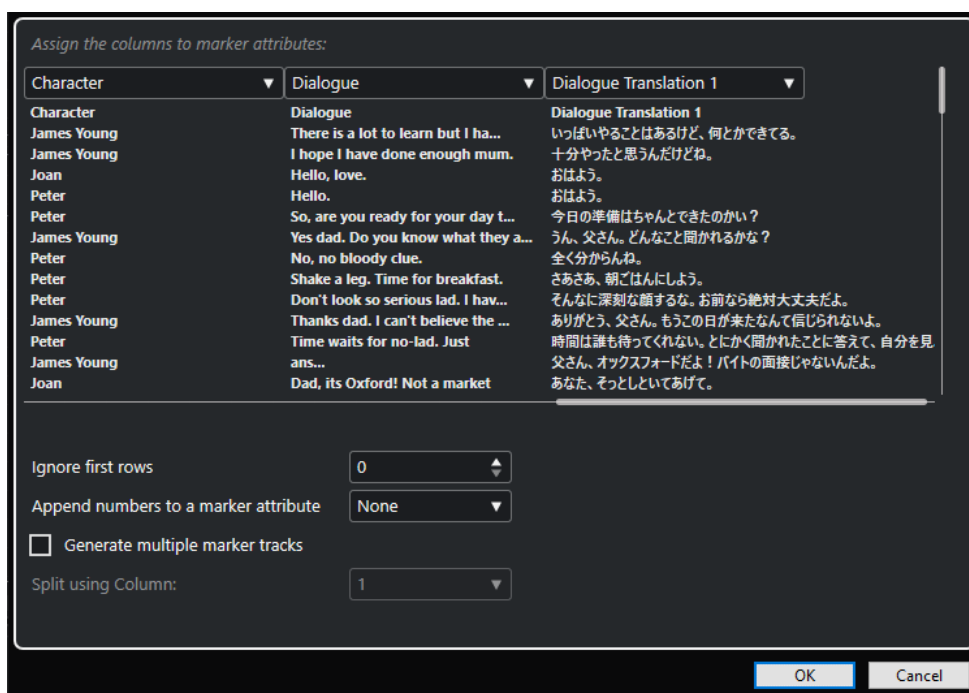 Assign the columns to marker attributes:
Character Dialogue Dialogue Translation 1
Character Dialogue Dialogue Translation 1
James Young There is a lot to learn but I ha... いっぱいやることはあるけど、何とかできてる。
James Young I hope I have done enough mum. 十分やったと思うんだけどね。
Joan Hello, love. おはよう。
Peter Hello. おはよう。
Peter So, are you ready for your day t... 今日の準備はちゃんとできたのかい？
James Young Yes dad. Do you know what they a... うん、父さん。どんなこと聞かれるかな？
Peter No, no bloody clue. 全く分からんね。
Peter Shake a leg. Time for breakfast. さあさあ、朝ごはんにしよう。
Peter Don't look so serious lad. I hav... そんなに深刻な顔するな。お前なら絶対大丈夫だよ。
James Young Thanks dad. I can't believe the ... ありがとう、父さん。もうこの日が来たなんて信じられないよ。
Peter Time waits for no-lad. Just 時間は誰も待ってくれない。とにかく聞かれたことに答えて、自分を見
James Young ans... 父さん、オックスフォードだよ！バイトの面接じゃないんだよ。
Joan Dad, its Oxford! Not a market あなた、そっとしといてあげて。
Ignore first rows 0
Append numbers to a marker attribute None
Generate multiple marker tracks
Split using Column: 1
OK Cancel